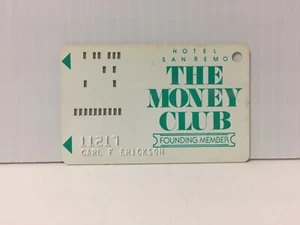 HOTEL
SAN REMO
THE
MONEY
CLUB
FOUNDING MEMBER
11217
CARL F ERICKSON